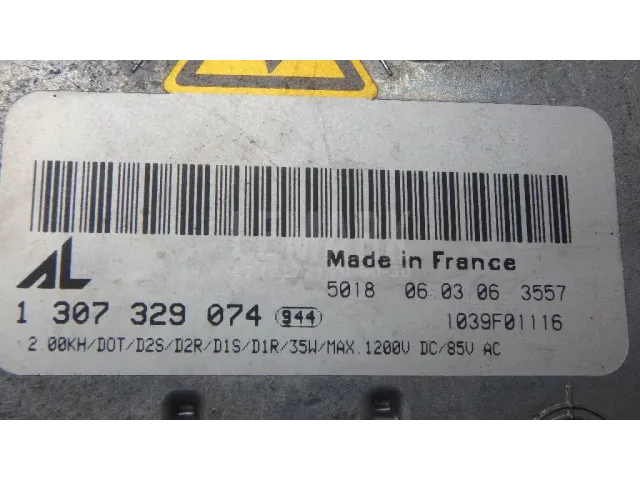 AL
Made in France
5018 06.03.06 3557
1 307 329 074 944
1039F01116
2.00KH/DOT/D2S/D2R/D1S/D1R/35W/MAX.1200V DC/85V AC